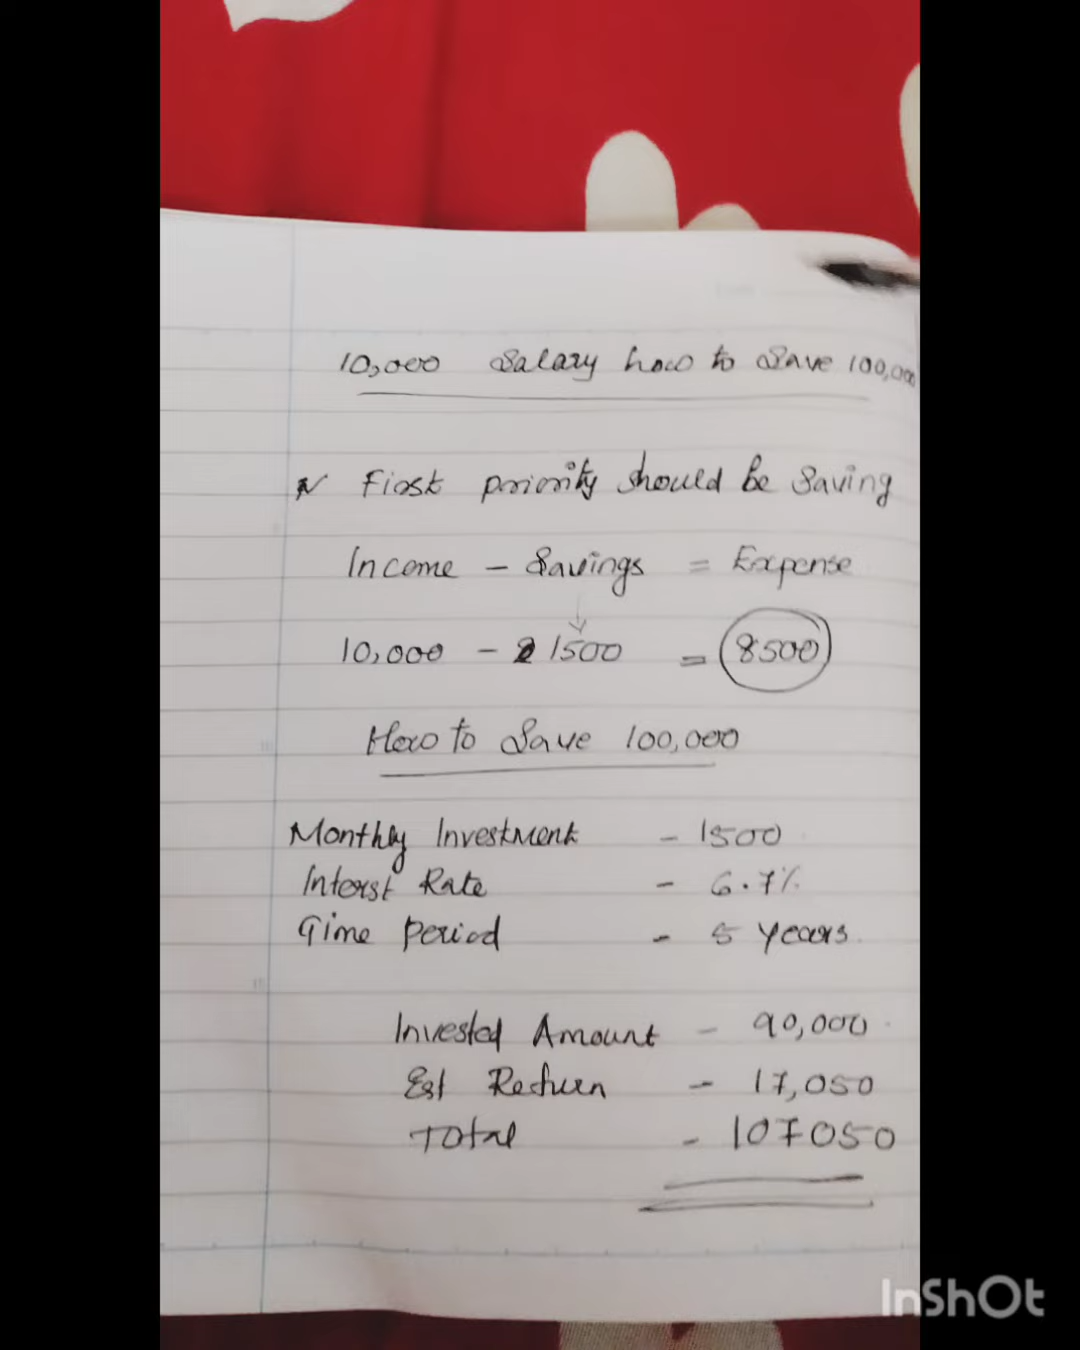 10,000 Salary how to Save 100,000
First priority should be Saving
Income - Savings = Expense
10,000 - 1500 = 8500
How to Save 100,000
Monthly Investment - 1500
Interst Rate - 6.7%
Time Period - 5 years
Invested Amount - 90,000
Est Return - 17,050
Total - 107050
InShOt